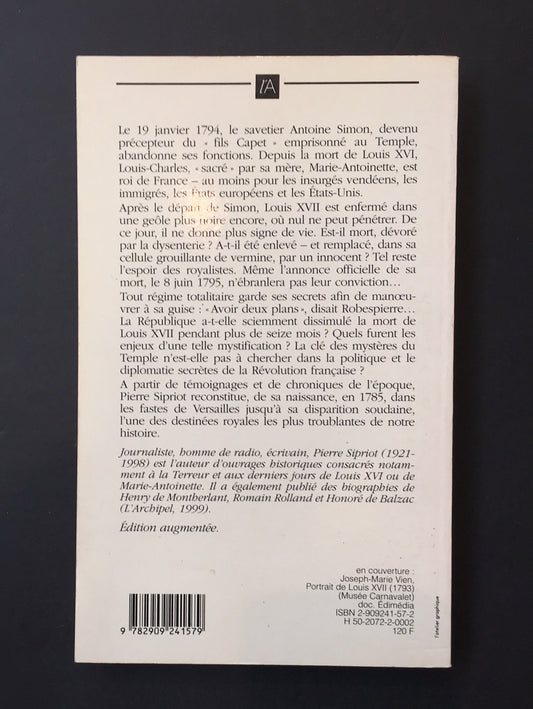 l'A
Le 19 janvier 1794, le savetier Antoine Simon, devenu
précepteur du « fils Capet » emprisonné au Temple,
abandonne ses fonctions. Depuis la mort de Louis XVI,
Louis-Charles, « sacré » par sa mère, Marie-Antoinette, est
roi de France – au moins pour les insurgés vendéens, les
immigrés, les États européens et les États-Unis.
Après le départ de Simon, Louis XVII est enfermé dans
une geôle plus noire encore, où nul ne peut pénétrer. De
ce jour, il ne donne plus signe de vie. Est-il mort, dévoré
par la dysenterie ? A-t-il été enlevé – et remplacé, dans sa
cellule grouillante de vermine, par un innocent ? Tel reste
l'espoir des royalistes. Même l'annonce officielle de sa
mort, le 8 juin 1795, n'ébranlera pas leur conviction…
Tout régime totalitaire garde ses secrets afin de manœu-
vrer à sa guise : « Avoir deux plans », disait Robespierre…
La République a-t-elle sciemment dissimulé la mort de
Louis XVII pendant plus de seize mois ? Quels furent les
enjeux d'une telle mystification ? La clé des mystères du
Temple n'est-elle pas à chercher dans la politique et le
diplomatie secrètes de la Révolution française ?
A partir de témoignages et de chroniques de l'époque,
Pierre Sipriot reconstitue, de sa naissance, en 1785, dans
les fastes de Versailles jusqu'à sa disparition soudaine,
l'une des destinées royales les plus troublantes de notre
histoire.
Journaliste, homme de radio, écrivain, Pierre Sipriot (1921-
1998) est l'auteur d'ouvrages historiques consacrés notam-
ment à la Terreur et aux derniers jours de Louis XVI ou de
Marie-Antoinette. Il a également publié des biographies de
Henry de Montherlant, Romain Rolland et Honoré de Balzac
(L'Archipel, 1999).
Édition augmentée.
en couverture :
Joseph-Marie Vien,
Portrait de Louis XVII (1793)
(Musée Carnavalet)
doc. Édimédia
ISBN 2-909241-57-2
H 50-2072-2-0002
120 F
l'atelier graphique
9 782909 241579